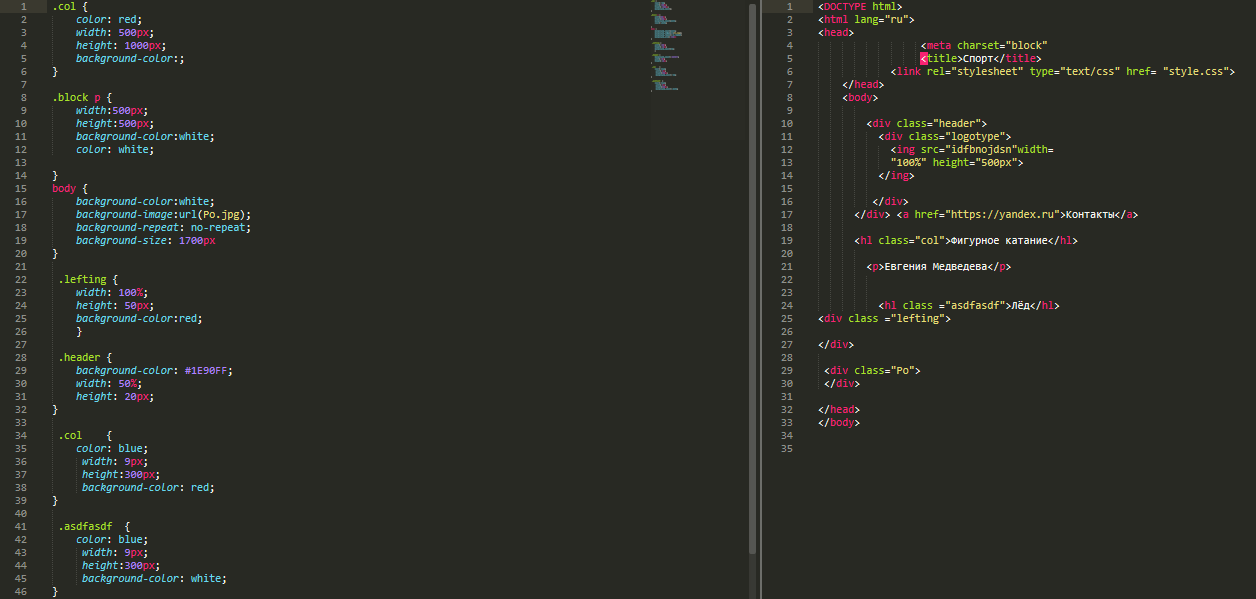 1 .col {
2 color: red;
3 width: 500px;
4 height: 1000px;
5 background-color:;
6 }
7
8 .block p {
9 width:500px;
10 height:500px;
11 background-color:white;
12 color: white;
13
14 }
15 body {
16 background-color:white;
17 background-image:url(Po.jpg);
18 background-repeat: no-repeat;
19 background-size: 1700px
20 }
21
22 .lefting {
23 width: 100%;
24 height: 50px;
25 background-color:red;
26 }
27
28 .header {
29 background-color: #1E90FF;
30 width: 50%;
31 height: 20px;
32 }
33
34 .col {
35 color: blue;
36 width: 9px;
37 height:300px;
38 background-color: red;
39 }
40
41 .asdfasdf {
42 color: blue;
43 width: 9px;
44 height:300px;
45 background-color: white;
46 }
1 <DOCTYPE html>
2 <html lang="ru">
3 <head>
4 <meta charset="block"
5 <title>Спорт</title>
6 <link rel="stylesheet" type="text/css" href= "style.css">
7 </head>
8 <body>
9
10 <div class="header">
11 <div class="logotype">
12 <ing src="idfbnojdsn"width=
13 "100%" height="500px">
14 </ing>
15
16 </div>
17 </div> <a href="https://yandex.ru">Контакты</a>
18
19 <hl class="col">Фигурное катание</hl>
20
21 <p>Евгения Медведева</p>
22
23
24 <hl class ="asdfasdf">Лёд</hl>
25 <div class ="lefting">
26
27 </div>
28
29 <div class="Po">
30 </div>
31
32 </head>
33 </body>
34
35